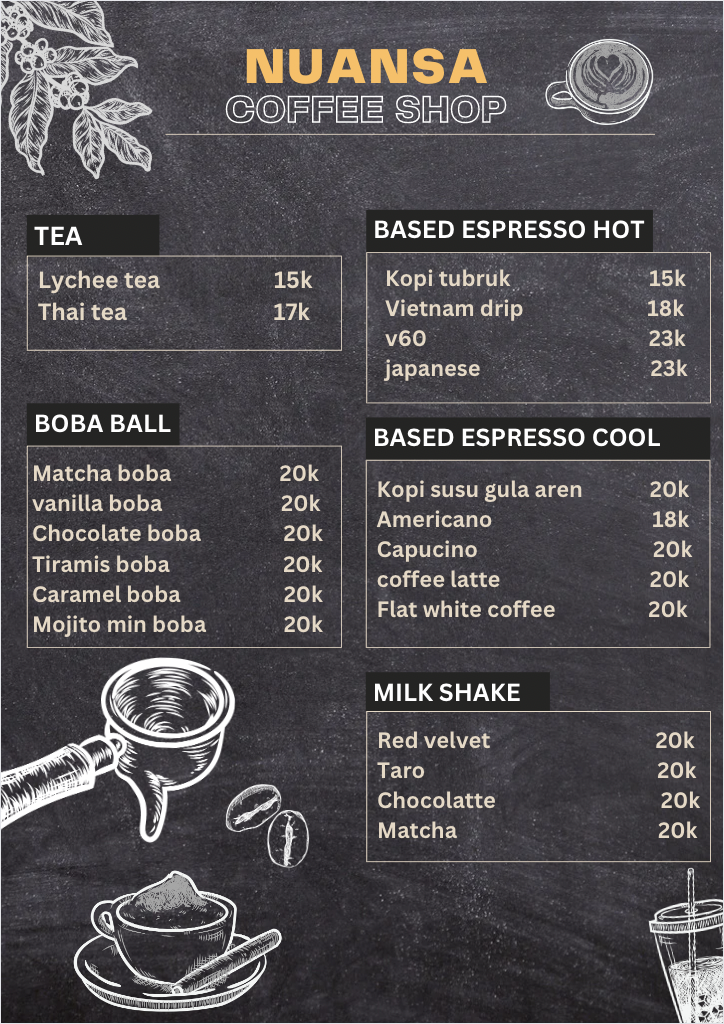 NUANSA
COFFEE SHOP
TEA
Lychee tea 15k
Thai tea 17k
BOBA BALL
Matcha boba 20k
vanilla boba 20k
Chocolate boba 20k
Tiramis boba 20k
Caramel boba 20k
Mojito min boba 20k
BASED ESPRESSO HOT
Kopi tubruk 15k
Vietnam drip 18k
v60 23k
japanese 23k
BASED ESPRESSO COOL
Kopi susu gula aren 20k
Americano 18k
Capucino 20k
coffee latte 20k
Flat white coffee 20k
MILK SHAKE
Red velvet 20k
Taro 20k
Chocolatte 20k
Matcha 20k